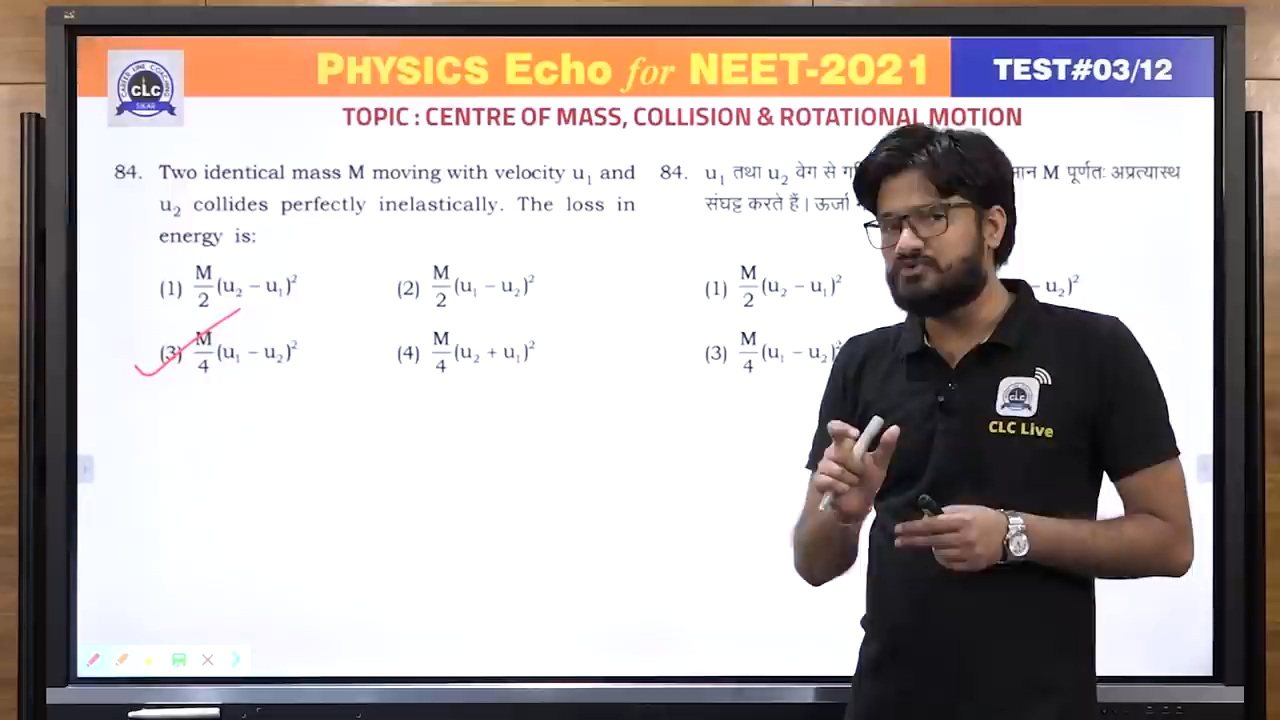 PHYSICS Echo for NEET-2021
TEST#03/12
CAREER LINE COACHING
CLC
SIKAR
TOPIC : CENTRE OF MASS, COLLISION & ROTATIONAL MOTION
84. Two identical mass M moving with velocity u₁ and
u₂ collides perfectly inelastically. The loss in
energy is:
(1) M/2 (u₂ − u₁)² (2) M/2 (u₁ − u₂)²
(3) M/4 (u₁ − u₂)² (4) M/4 (u₂ + u₁)²
84. u₁ तथा u₂ वेग से M पूर्णतः अप्रत्यास्थ
संघट्ट करते हैं। ऊर्जा
(1) M/2 (u₂ − u₁)² − u₂)²
(3) M/4 (u₁ − u₂)²
CLC
CLC Live